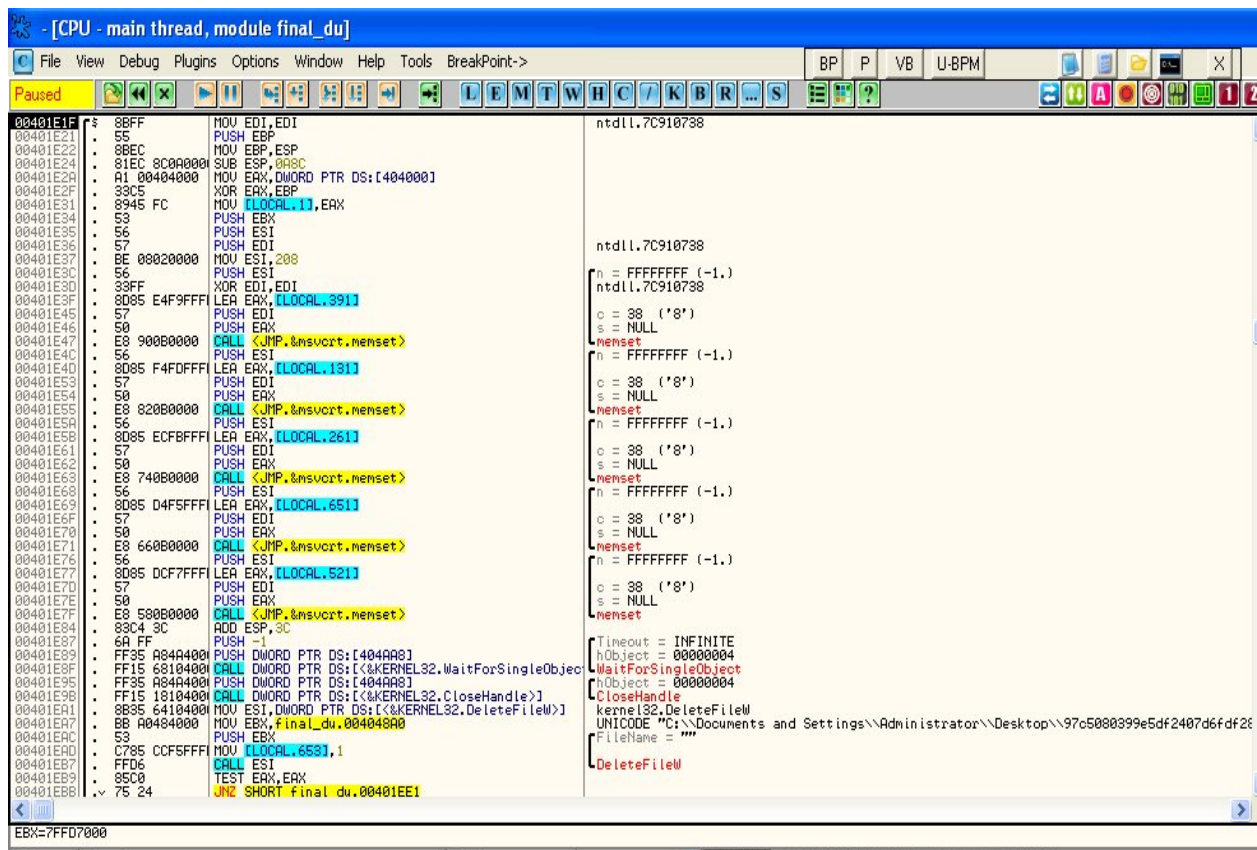 - [CPU - main thread, module final_du]
C File View Debug Plugins Options Window Help Tools BreakPoint-> BP P VB U-BPM X
Paused L E M T W H C / K B R ... S ? A 1 2
00401E1F $ 8BFF MOV EDI,EDI ntdll.7C910738
00401E21 . 55 PUSH EBP
00401E22 . 8BEC MOV EBP,ESP
00401E24 . 81EC 8C0A000 SUB ESP,0A8C
00401E2A . A1 00404000 MOV EAX,DWORD PTR DS:[404000]
00401E2F . 33C5 XOR EAX,EBP
00401E31 . 8945 FC MOV [LOCAL.1],EAX
00401E34 . 53 PUSH EBX
00401E35 . 56 PUSH ESI
00401E36 . 57 PUSH EDI ntdll.7C910738
00401E37 . BE 08020000 MOV ESI,208
00401E3C . 56 PUSH ESI n = FFFFFFFF (-1.)
00401E3D . 33FF XOR EDI,EDI ntdll.7C910738
00401E3F . 8D85 E4F9FFF LEA EAX,[LOCAL.391]
00401E45 . 57 PUSH EDI c = 38 ('8')
00401E46 . 50 PUSH EAX s = NULL
00401E47 . E8 900B0000 CALL <JMP.&msvcrt.memset> memset
00401E4C . 56 PUSH ESI n = FFFFFFFF (-1.)
00401E4D . 8D85 F4FDFFF LEA EAX,[LOCAL.131]
00401E53 . 57 PUSH EDI c = 38 ('8')
00401E54 . 50 PUSH EAX s = NULL
00401E55 . E8 820B0000 CALL <JMP.&msvcrt.memset> memset
00401E5A . 56 PUSH ESI n = FFFFFFFF (-1.)
00401E5B . 8D85 ECFBFFF LEA EAX,[LOCAL.261]
00401E61 . 57 PUSH EDI c = 38 ('8')
00401E62 . 50 PUSH EAX s = NULL
00401E63 . E8 740B0000 CALL <JMP.&msvcrt.memset> memset
00401E68 . 56 PUSH ESI n = FFFFFFFF (-1.)
00401E69 . 8D85 D4F5FFF LEA EAX,[LOCAL.651]
00401E6F . 57 PUSH EDI c = 38 ('8')
00401E70 . 50 PUSH EAX s = NULL
00401E71 . E8 660B0000 CALL <JMP.&msvcrt.memset> memset
00401E76 . 56 PUSH ESI n = FFFFFFFF (-1.)
00401E77 . 8D85 DCF7FFF LEA EAX,[LOCAL.521]
00401E7D . 57 PUSH EDI c = 38 ('8')
00401E7E . 50 PUSH EAX s = NULL
00401E7F . E8 580B0000 CALL <JMP.&msvcrt.memset> memset
00401E84 . 83C4 3C ADD ESP,3C
00401E87 . 6A FF PUSH -1 Timeout = INFINITE
00401E89 . FF35 A84A400 PUSH DWORD PTR DS:[404AA8] hObject = 00000004
00401E8F . FF15 6810400 CALL DWORD PTR DS:[<&KERNEL32.WaitForSingleObjec WaitForSingleObject
00401E95 . FF35 A84A400 PUSH DWORD PTR DS:[404AA8] hObject = 00000004
00401E9B . FF15 1810400 CALL DWORD PTR DS:[<&KERNEL32.CloseHandle>] CloseHandle
00401EA1 . 8B35 6410400 MOV ESI,DWORD PTR DS:[<&KERNEL32.DeleteFileW>] kernel32.DeleteFileW
00401EA7 . BB A0484000 MOV EBX,final_du.004048A0 UNICODE "C:\\Documents and Settings\\Administrator\\Desktop\\97c5080399e5df2407d6fdf28
00401EAC . 53 PUSH EBX FileName = ""
00401EAD . C785 CCF5FFF MOV [LOCAL.653],1
00401EB7 . FFD6 CALL ESI DeleteFileW
00401EB9 . 85C0 TEST EAX,EAX
00401EBB . 75 24 JNZ SHORT final_du.00401EE1
EBX=7FFD7000